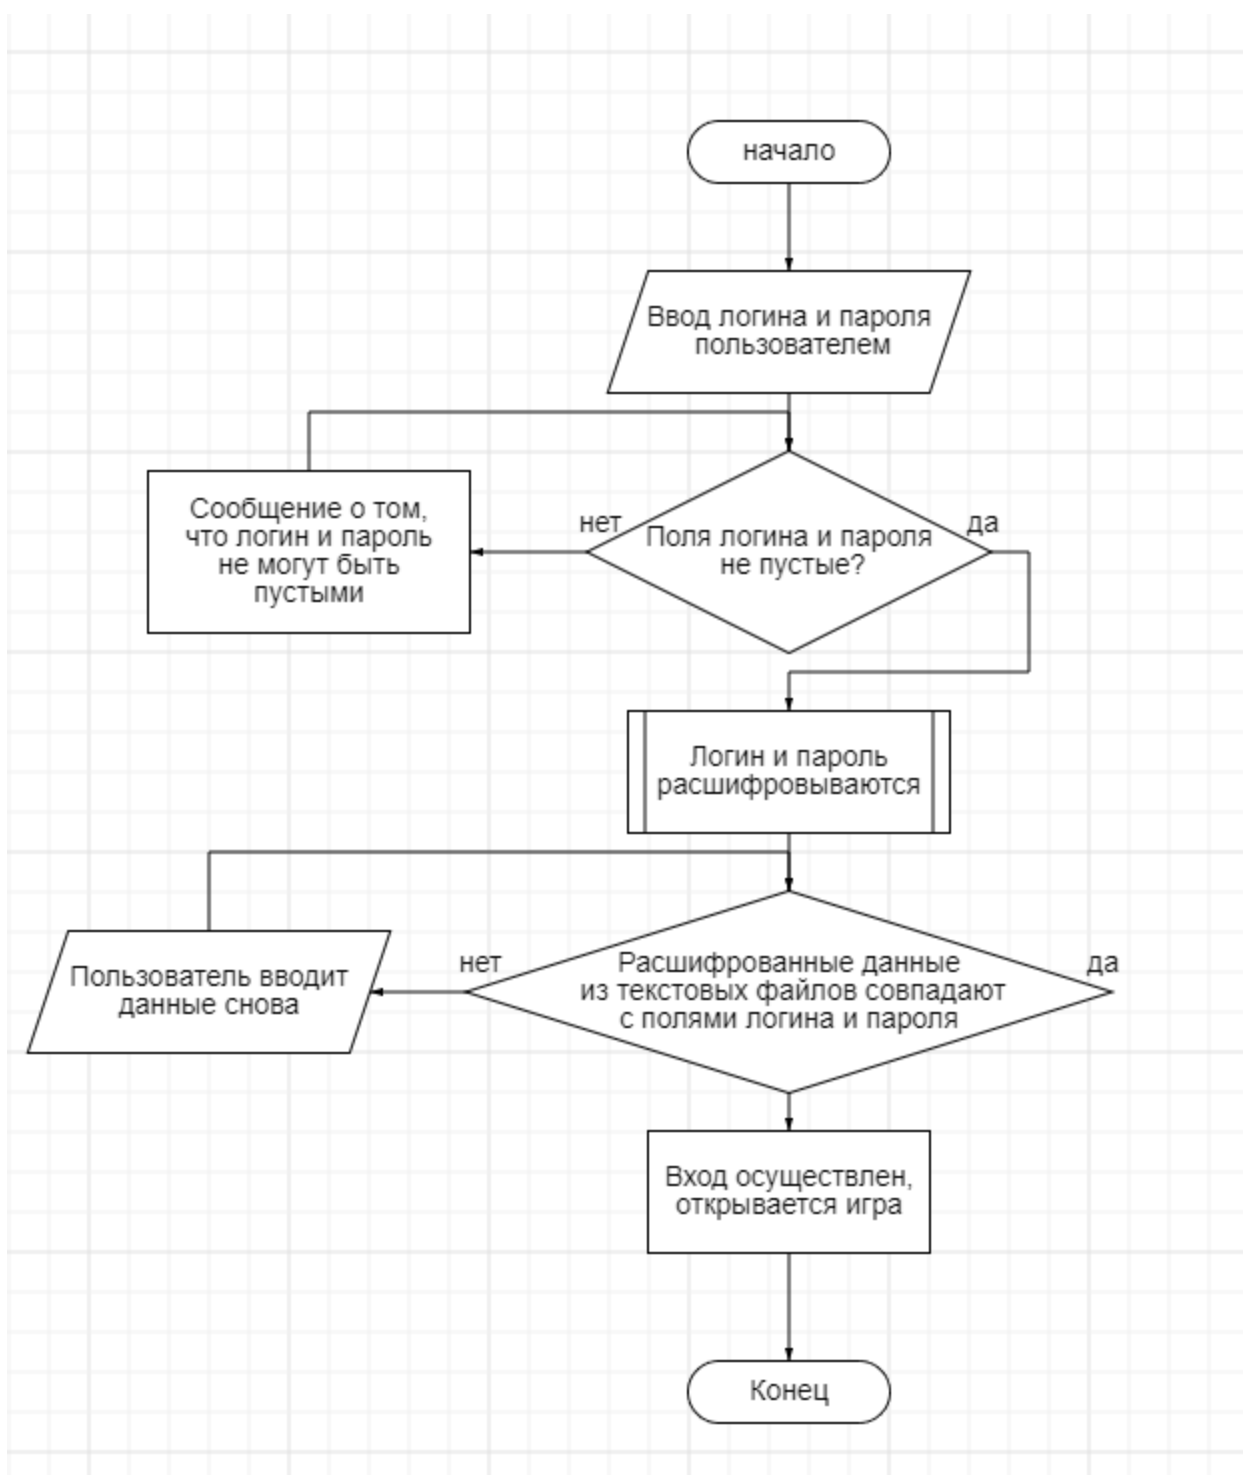 начало
Ввод логина и пароля
пользователем
Сообщение о том,
что логин и пароль
не могут быть
пустыми
нет
Поля логина и пароля
не пустые?
да
Логин и пароль
расшифровываются
Пользователь вводит
данные снова
нет
Расшифрованные данные
из текстовых файлов совпадают
с полями логина и пароля
да
Вход осуществлен,
открывается игра
Конец